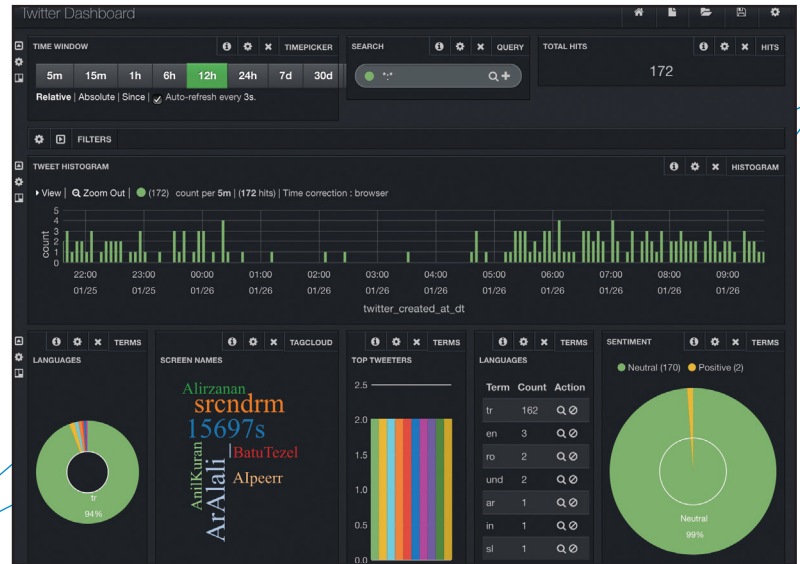 Twitter Dashboard
TIME WINDOW
TIMEPICKER
5m 15m 1h 6h 12h 24h 7d 30d
Relative | Absolute | Since | Auto-refresh every 3s.
SEARCH
QUERY
*:*
TOTAL HITS
HITS
172
FILTERS
TWEET HISTOGRAM
HISTOGRAM
View | Zoom Out | (172) count per 5m | (172 hits) | Time correction : browser
count
5
4
3
2
1
0
22:00 23:00 00:00 01:00 02:00 03:00 04:00 05:00 06:00 07:00 08:00 09:00
01/25 01/25 01/26 01/26 01/26 01/26 01/26 01/26 01/26 01/26 01/26 01/26
twitter_created_at_dt
TERMS
LANGUAGES
tr
94%
TAGCLOUD
SCREEN NAMES
Alirzanan
srcndrm
15697s
BatuTezel
AnilKuran
ArAlali
AIpeerr
TERMS
TOP TWEETERS
2.5
2.0
1.5
1.0
0.5
0.0
TERMS
LANGUAGES
Term Count Action
tr 162
en 3
ro 2
und 2
ar 1
in 1
sl 1
SENTIMENT
TERMS
Neutral (170) Positive (2)
Neutral
99%